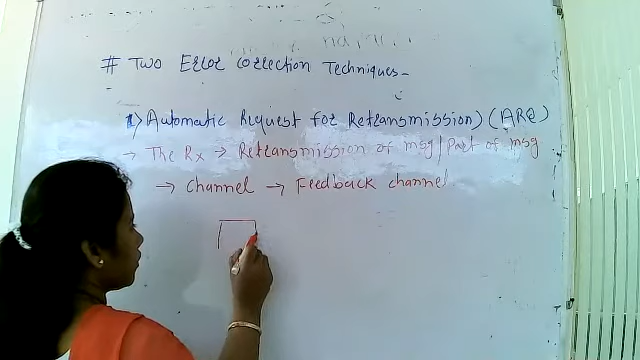 # Two Error Correction Techniques-
1) Automatic Request for Retransmission) (ARQ)
→ The Rx → Retransmission of msg/Part of msg
→ Channel → Feedback channel